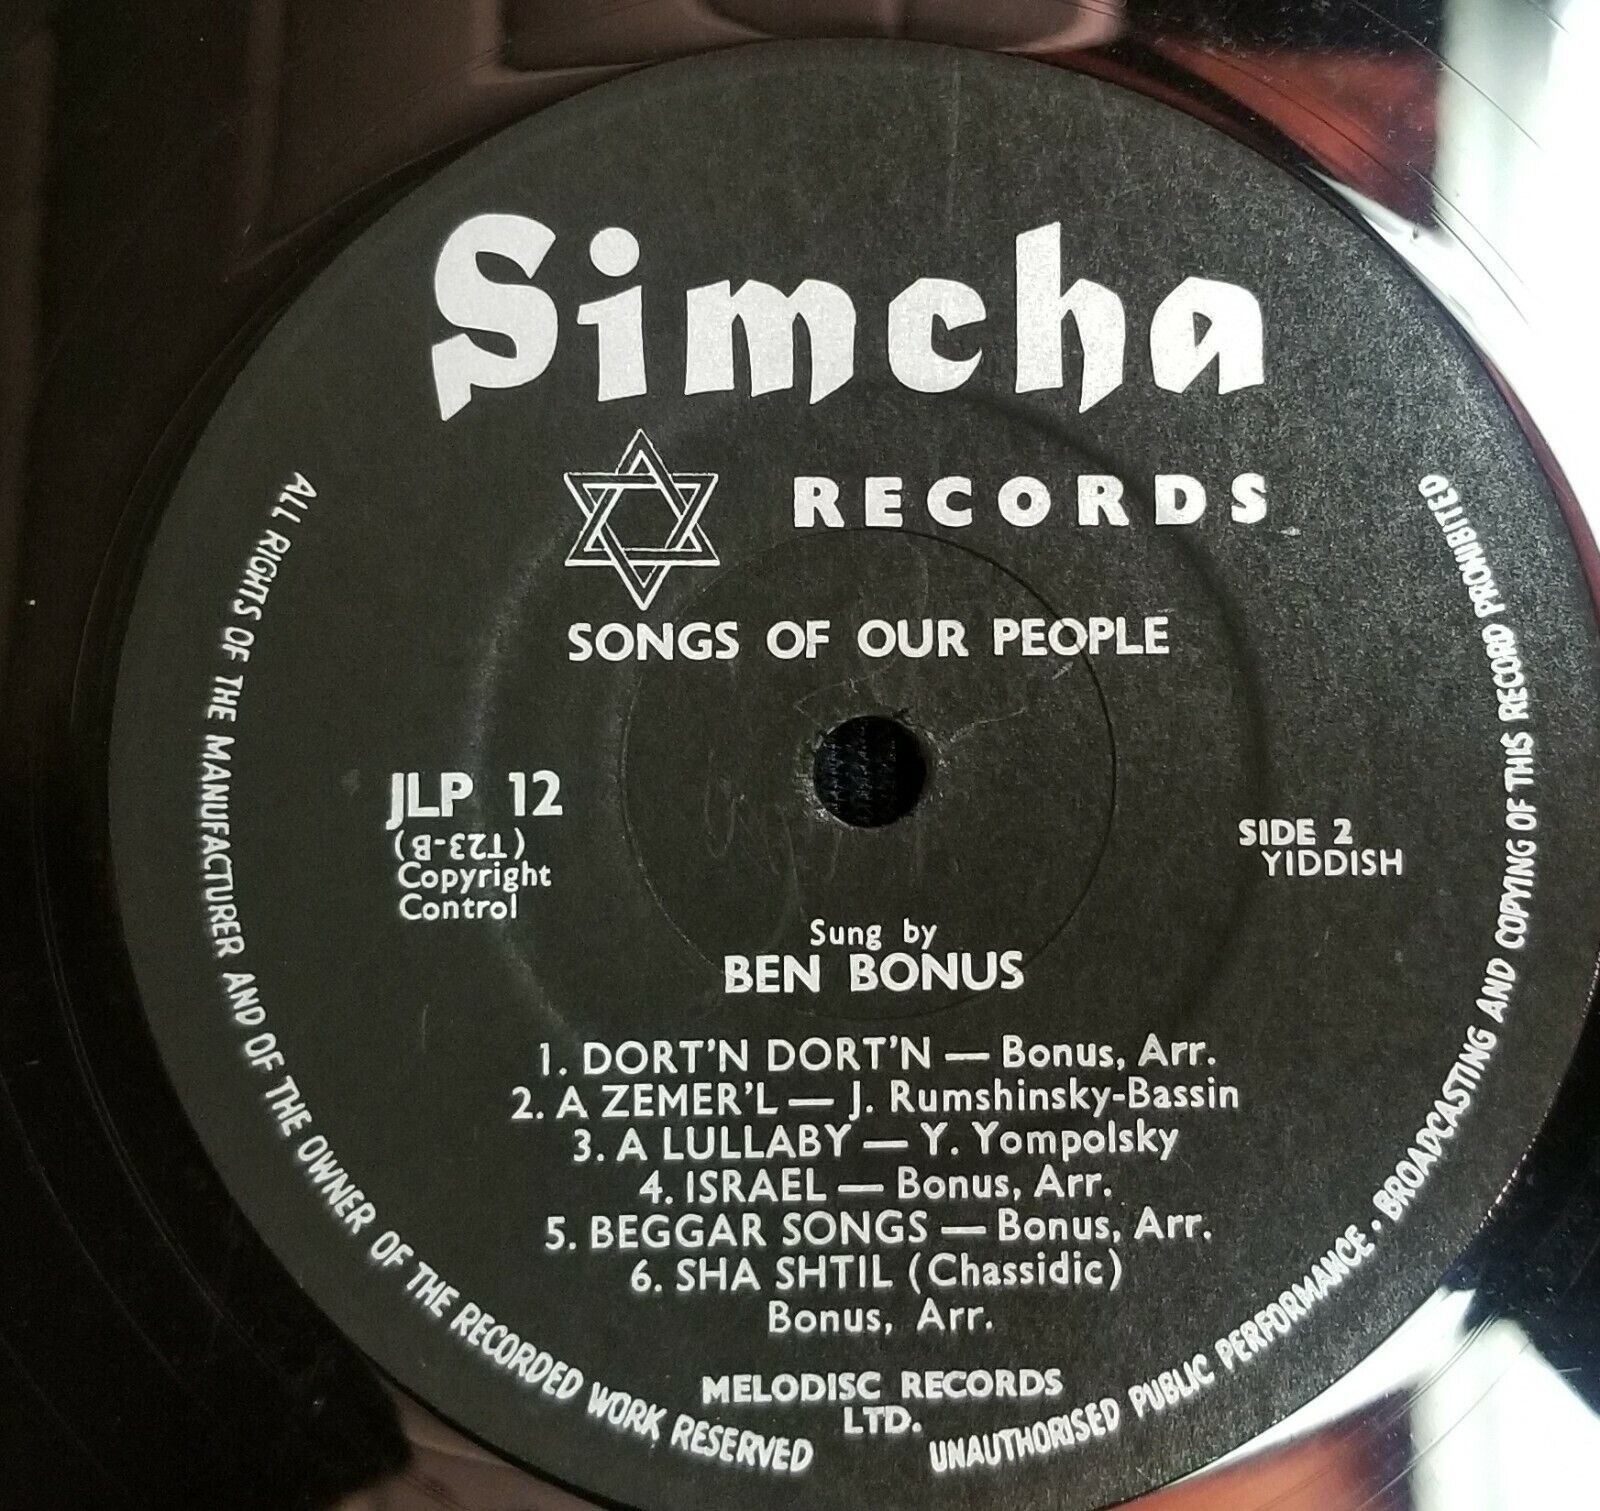 Simcha
RECORDS
SONGS OF OUR PEOPLE
JLP 12
(T23-B)
Copyright
Control
SIDE 2
YIDDISH
Sung by
BEN BONUS
1. DORT'N DORT'N — Bonus, Arr.
2. A ZEMER'L — J. Rumshinsky-Bassin
3. A LULLABY — Y. Yompolsky
4. ISRAEL — Bonus, Arr.
5. BEGGAR SONGS — Bonus, Arr.
6. SHA SHTIL (Chassidic)
Bonus, Arr.
MELODISC RECORDS
LTD.
ALL RIGHTS OF THE MANUFACTURER AND OF THE OWNER OF THE RECORDED WORK RESERVED
UNAUTHORISED PUBLIC PERFORMANCE • BROADCASTING AND COPYING OF THIS RECORD PROHIBITED